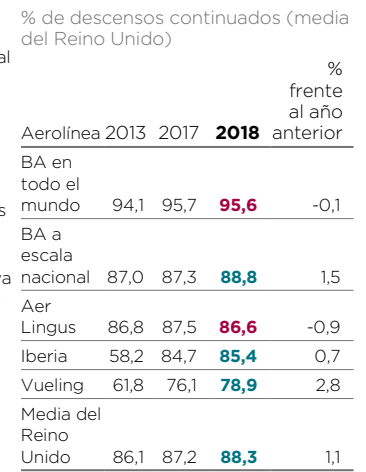 % de descensos continuados (media
del Reino Unido)
al
%
frente
al año
Aerolínea 2013 2017 2018 anterior
BA en
todo el
s
mundo 94,1 95,7 95,6 -0,1
BA a
escala
va nacional 87,0 87,3 88,8 1,5
Aer
Lingus 86,8 87,5 86,6 -0,9
Iberia 58,2 84,7 85,4 0,7
Vueling 61,8 76,1 78,9 2,8
Media del
Reino
Unido 86,1 87,2 88,3 1,1